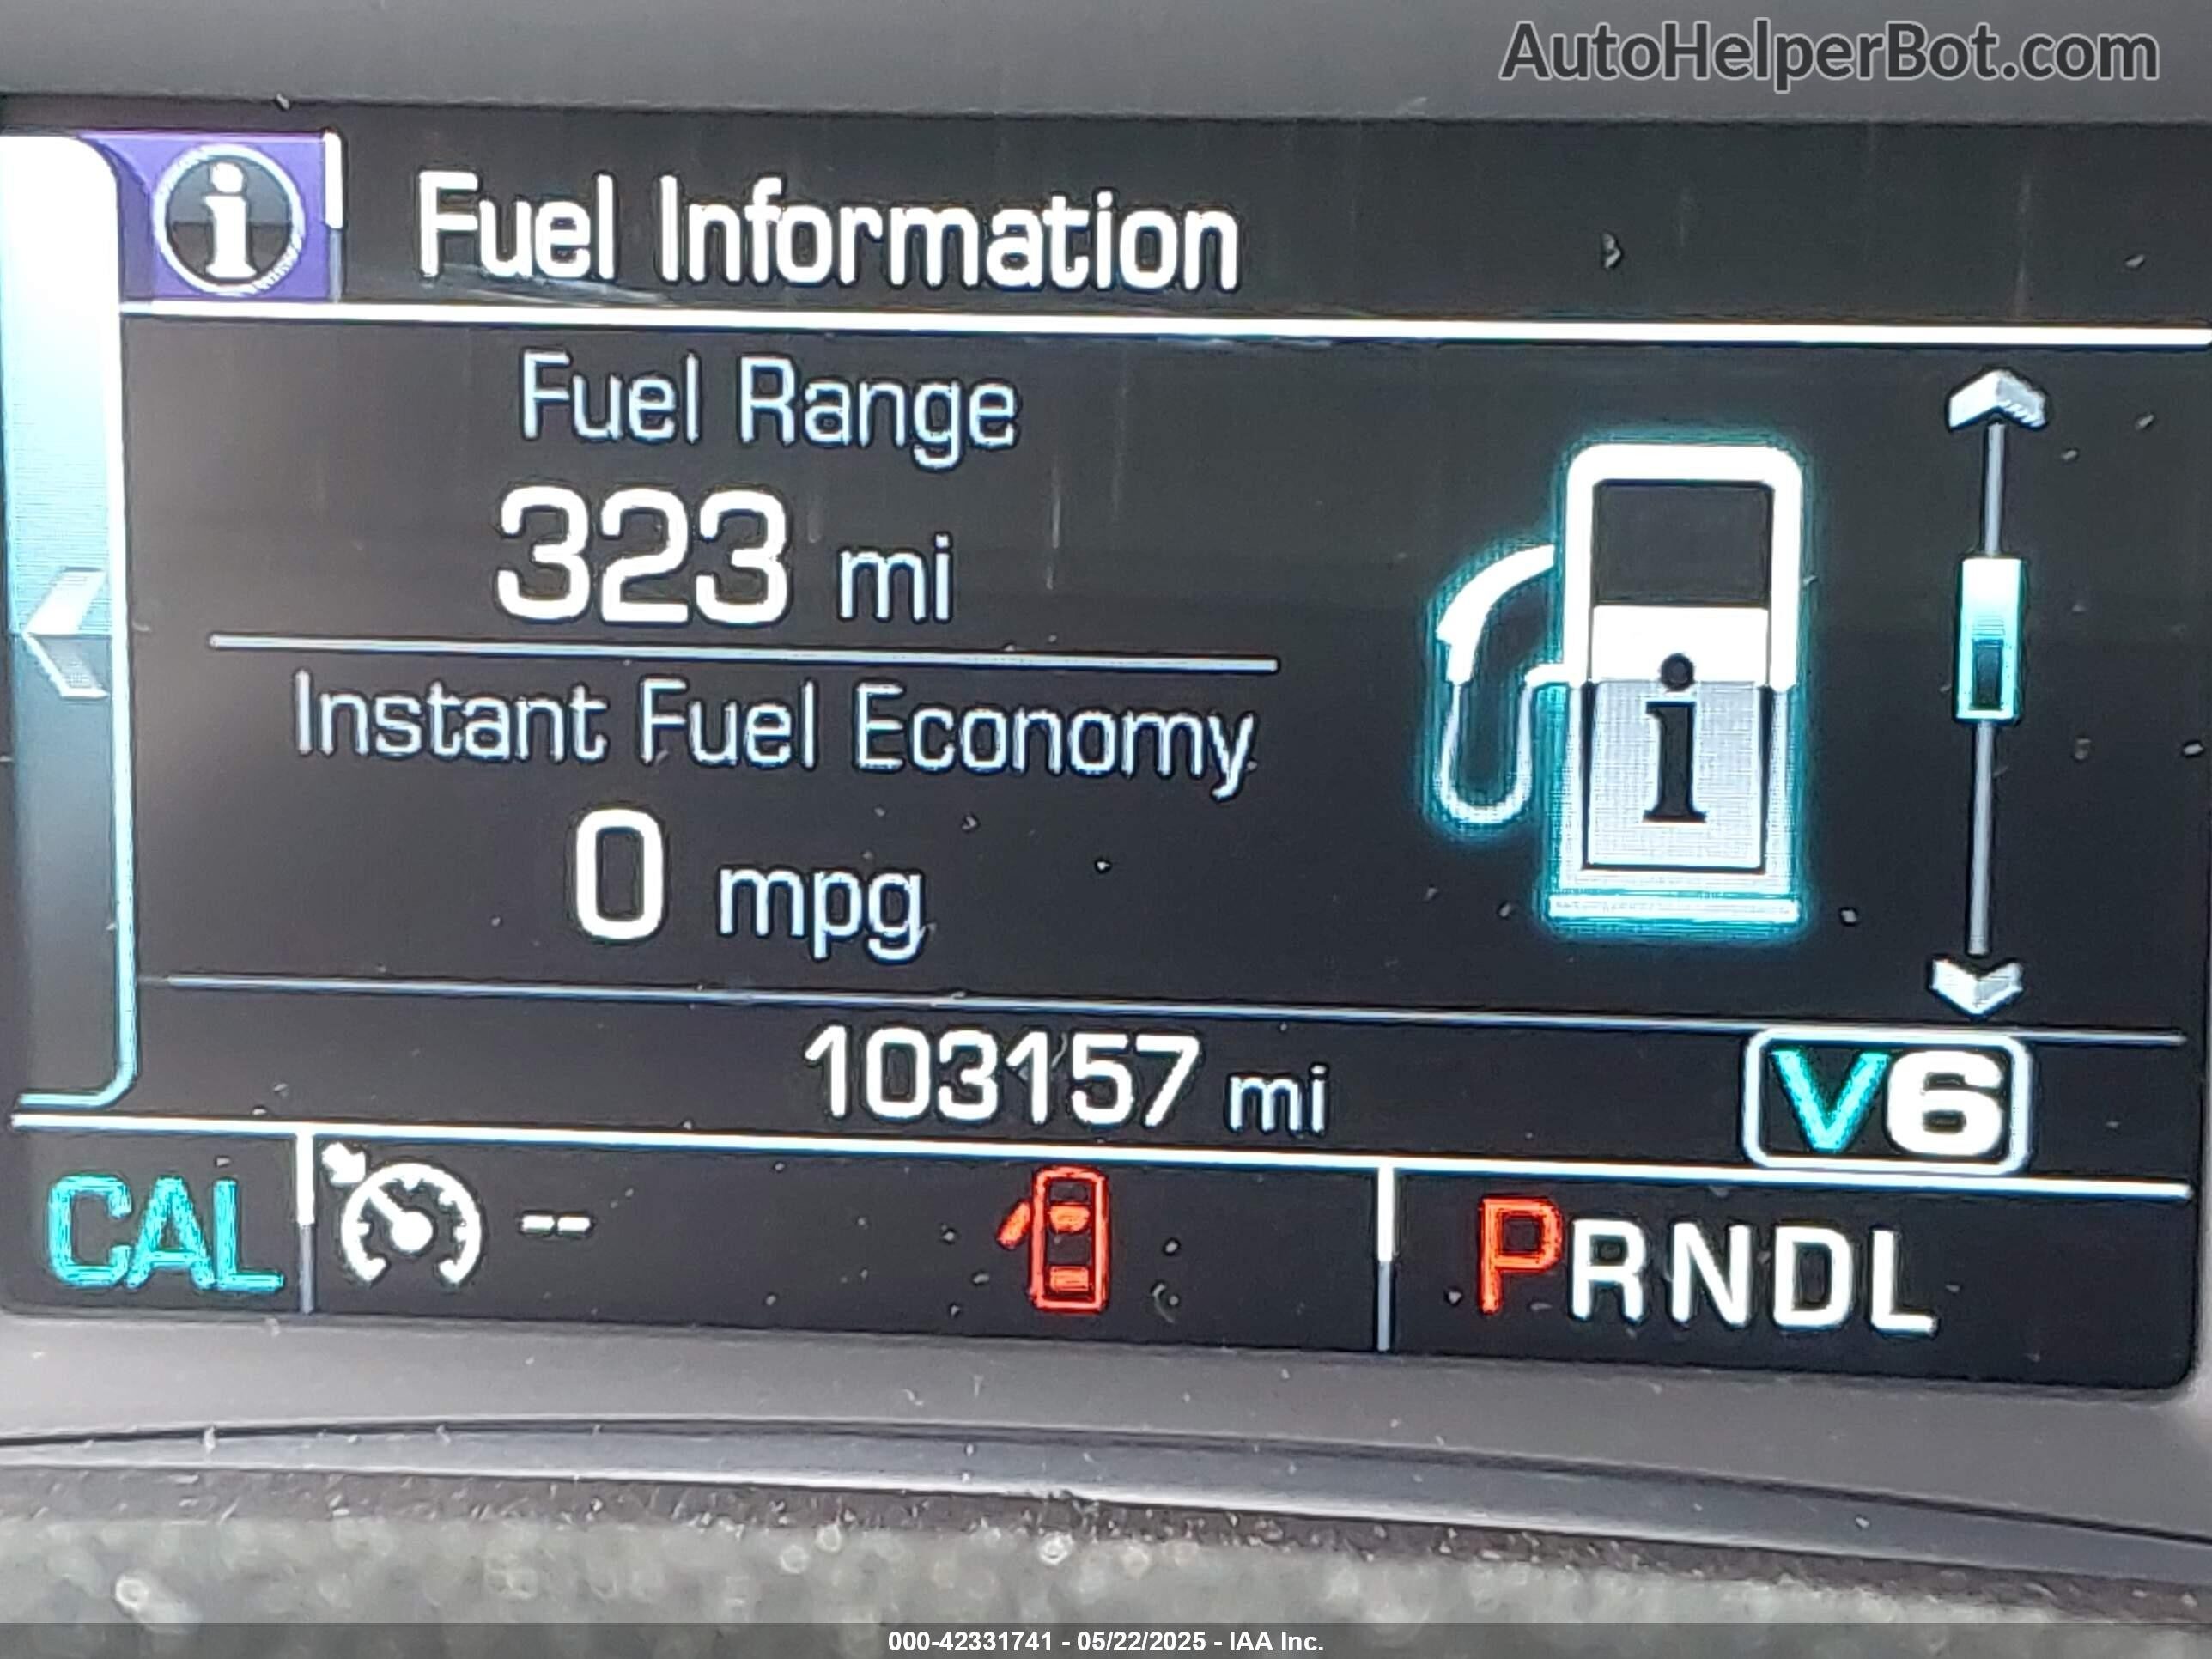 AutoHelperBot.com
i Fuel Information
Fuel Range
323 mi
Instant Fuel Economy
0 mpg
i
103157 mi
V6
CAL -- PRNDL
000-42331741 - 05/22/2025 - IAA Inc.